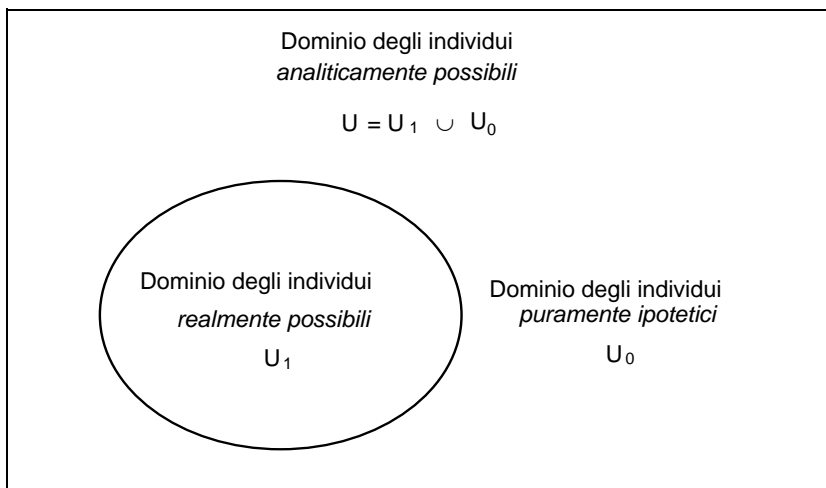 Dominio degli individui
analiticamente possibili
U = U₁ ∪ U₀
Dominio degli individui
realmente possibili
U₁
Dominio degli individui
puramente ipotetici
U₀